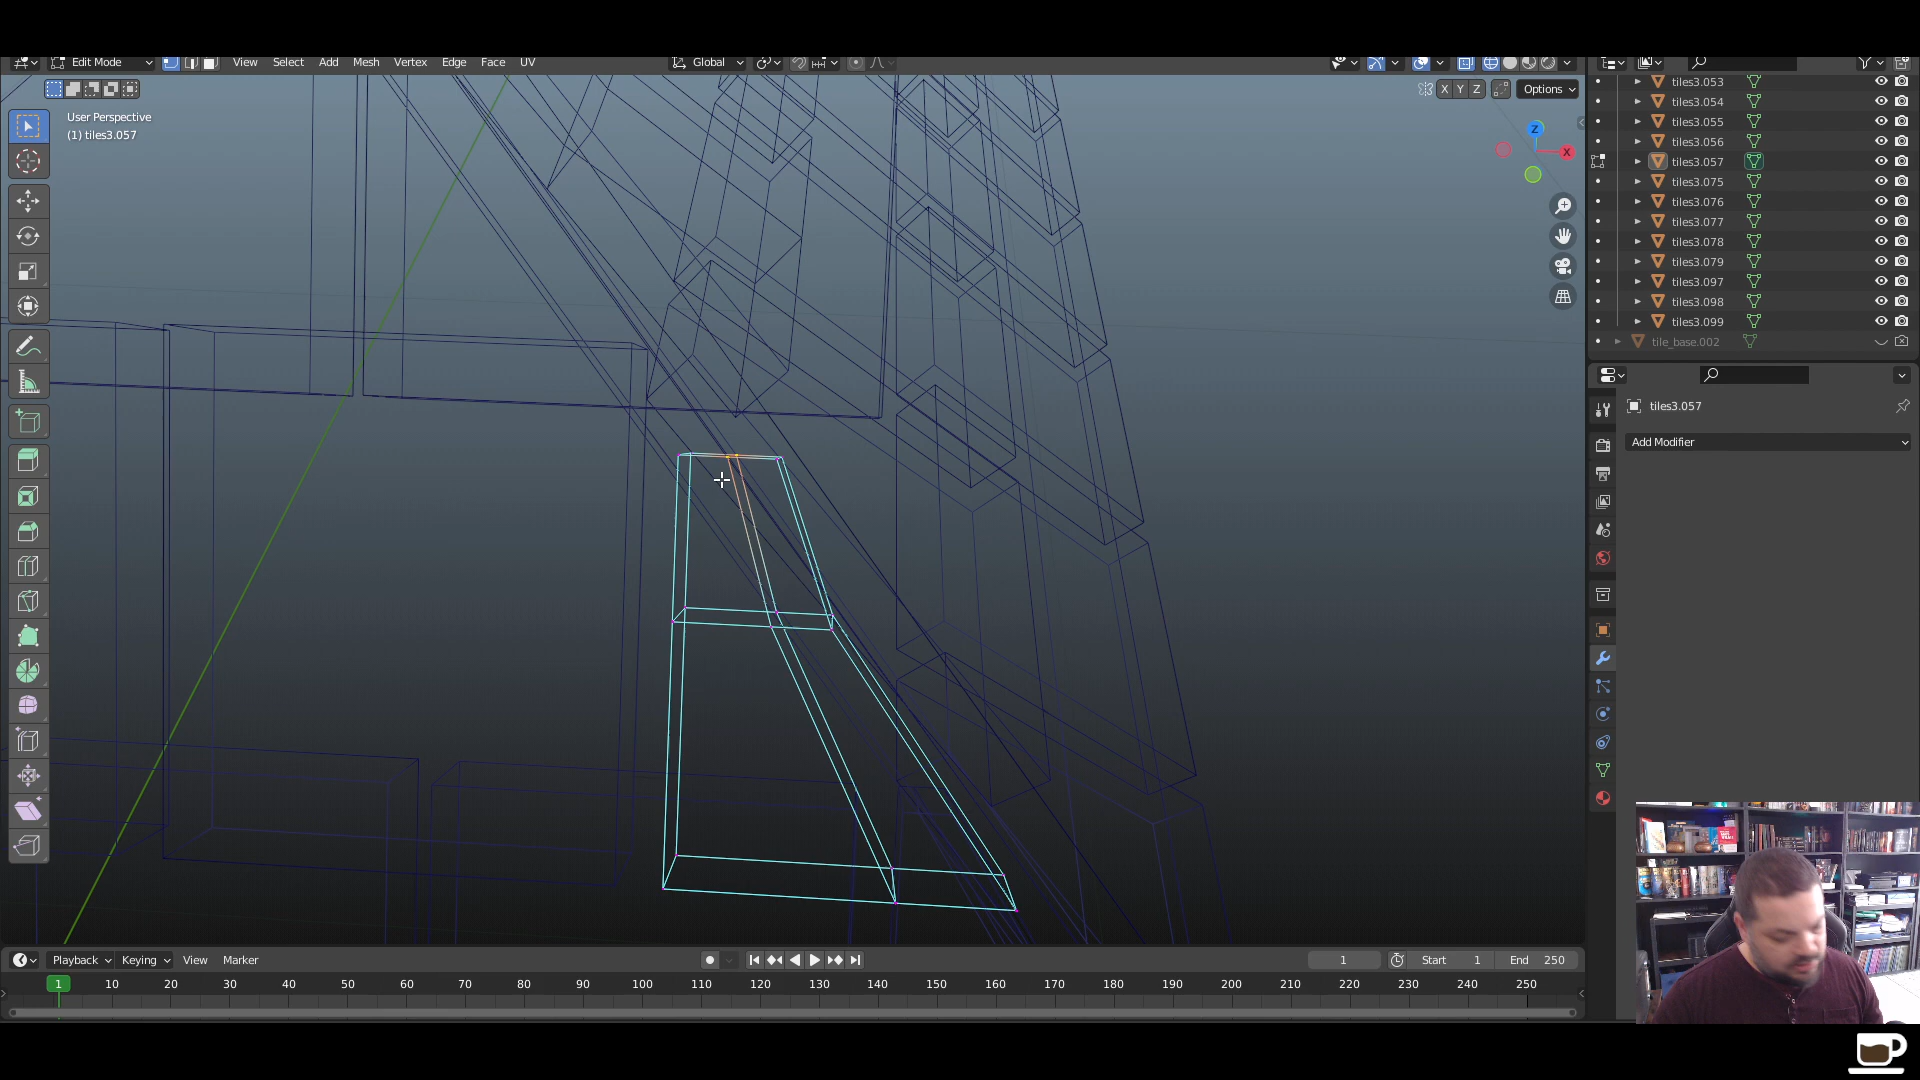 Edit Mode View Select Add Mesh Vertex Edge Face UV Global
X Y Z Options
User Perspective
(1) tiles3.057
Z
X
tiles3.053
tiles3.054
tiles3.055
tiles3.056
tiles3.057
tiles3.075
tiles3.076
tiles3.077
tiles3.078
tiles3.079
tiles3.097
tiles3.098
tiles3.099
tile_base.002
tiles3.057
Add Modifier
Playback Keying View Marker 1 Start 1 End 250
1 10 20 30 40 50 60 70 80 90 100 110 120 130 140 150 160 170 180 190 200 210 220 230 240 250